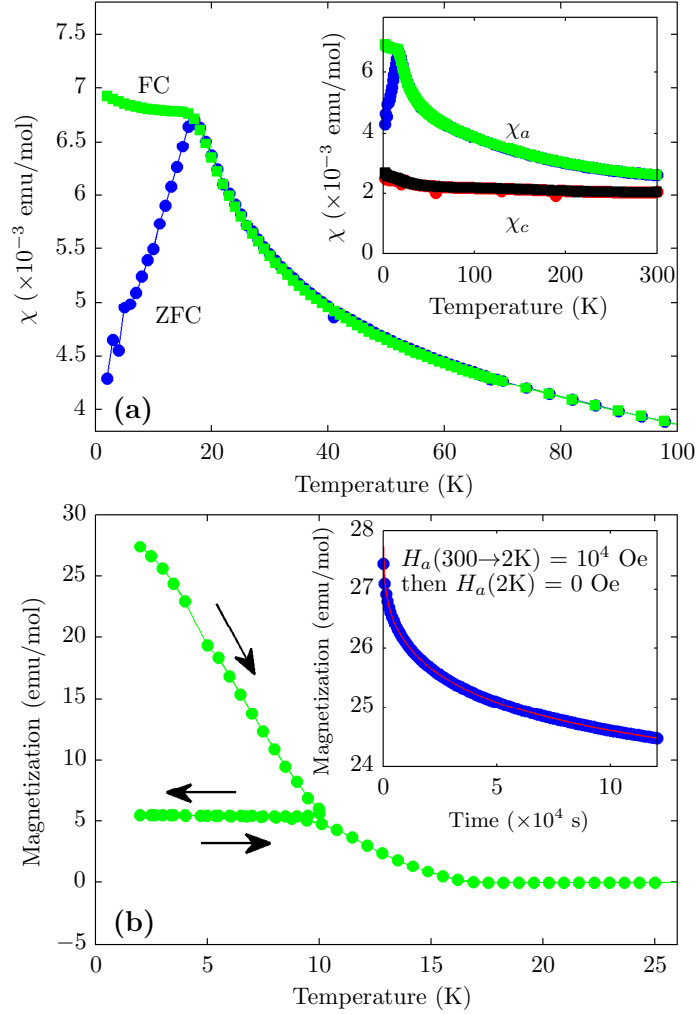 7.5
7
6.5
6
5.5
5
4.5
4
χ (×10⁻³ emu/mol)
FC
ZFC
(a)
0 20 40 60 80 100
Temperature (K)
6
4
2
0
χ (×10⁻³ emu/mol)
χₐ
χ_c
0 100 200 300
Temperature (K)
30
25
20
15
10
5
0
−5
Magnetization (emu/mol)
(b)
0 5 10 15 20 25
Temperature (K)
28
27
26
25
24
Magnetization (emu/mol)
Hₐ(300→2K) = 10⁴ Oe
then Hₐ(2K) = 0 Oe
0 5 10
Time (×10⁴ s)